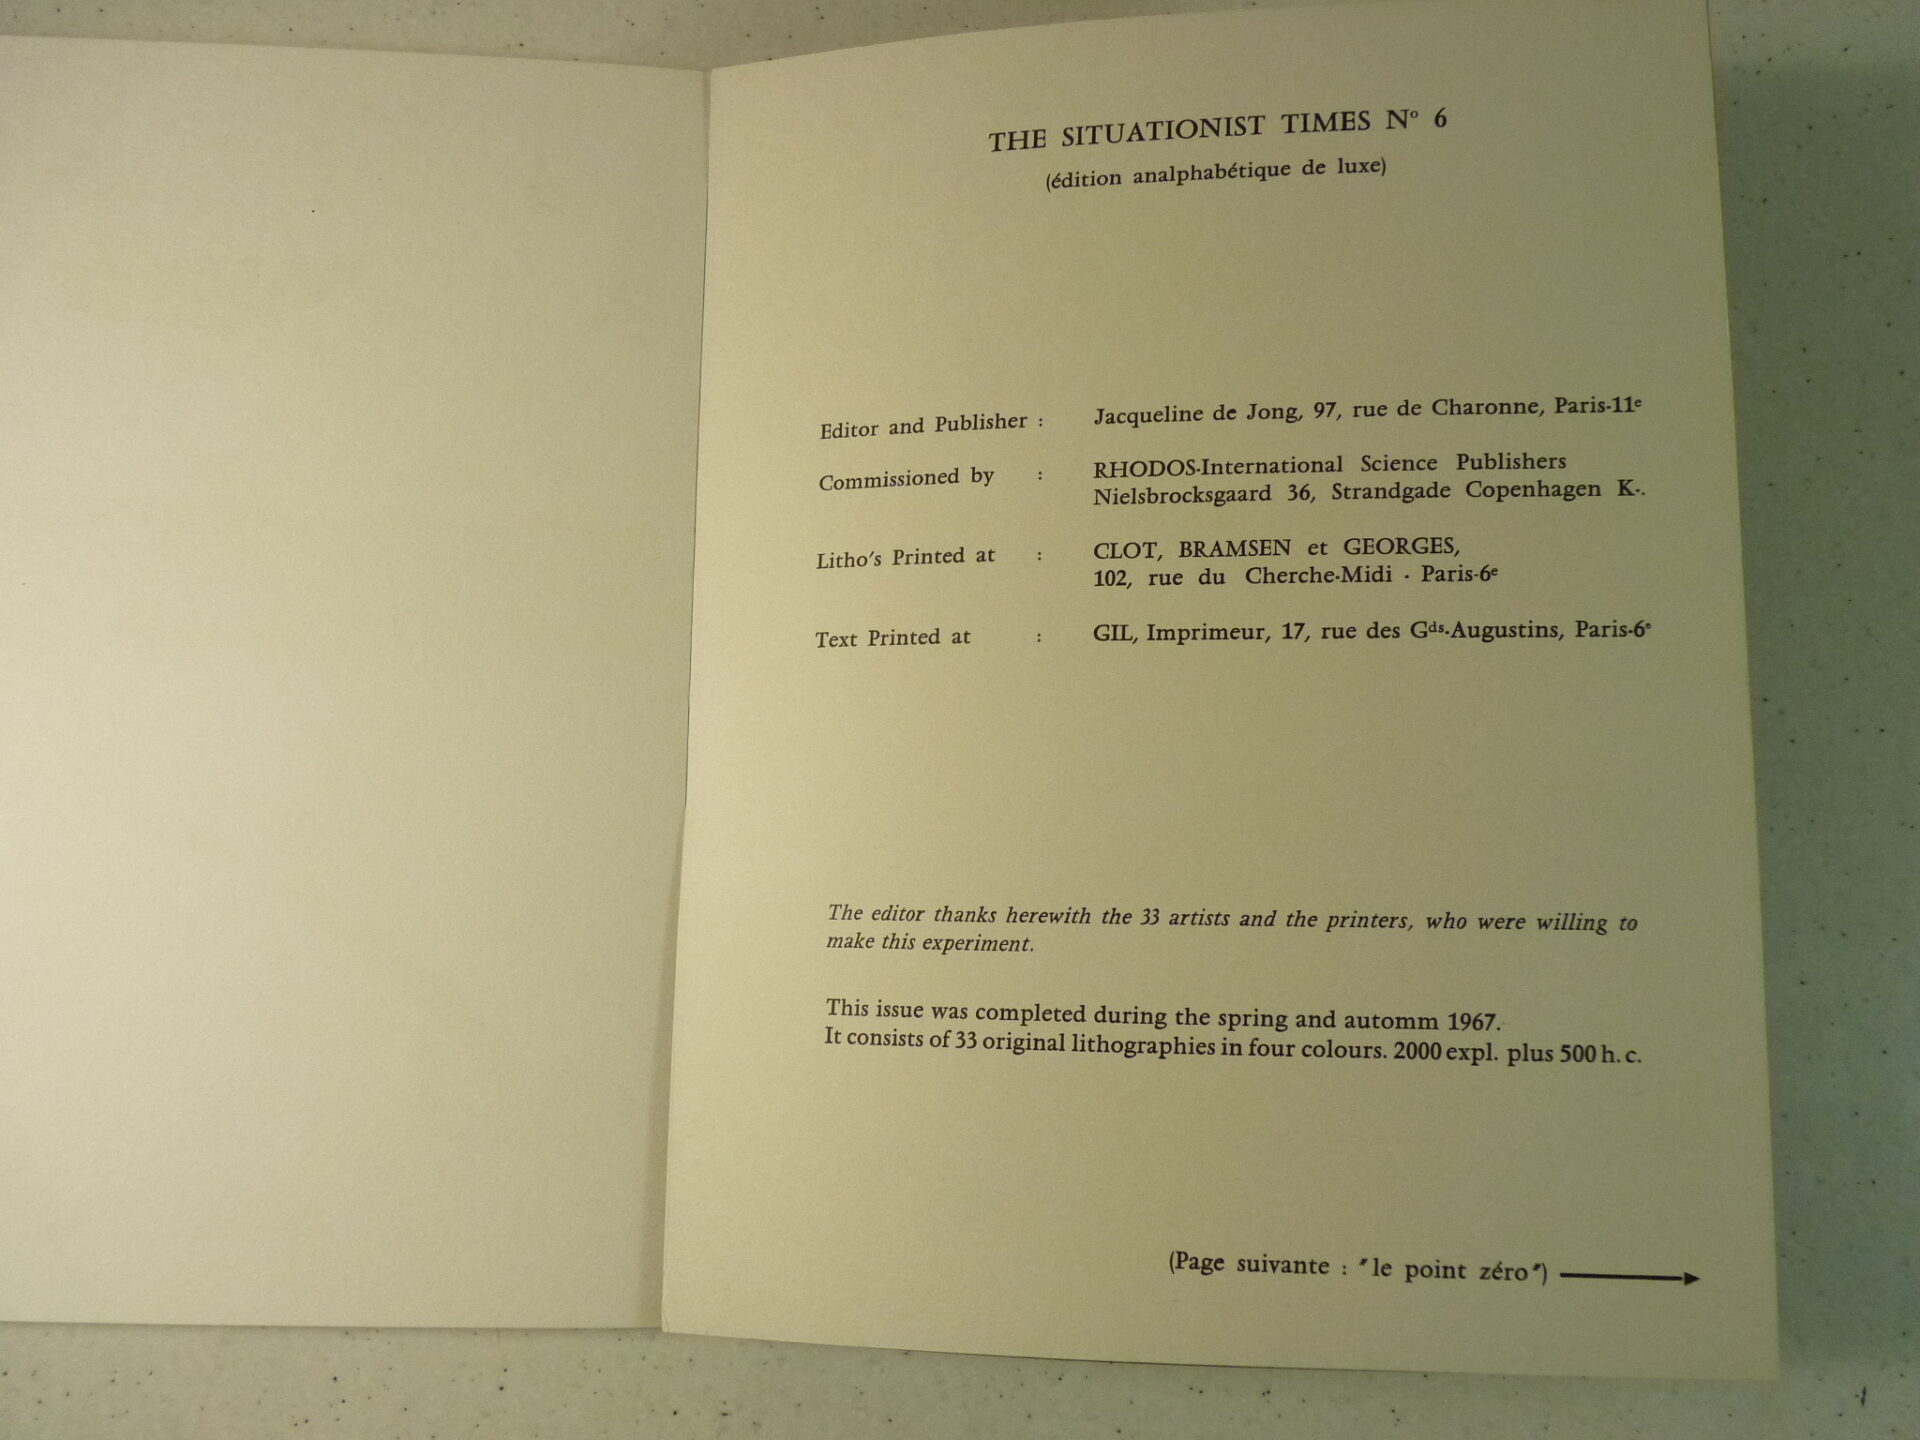 THE SITUATIONIST TIMES Nº 6
(édition analphabétique de luxe)
Editor and Publisher : Jacqueline de Jong, 97, rue de Charonne, Paris-11e
Commissioned by : RHODOS-International Science Publishers
Nielsbrocksgaard 36, Strandgade Copenhagen K-.
Litho's Printed at : CLOT, BRAMSEN et GEORGES,
102, rue du Cherche-Midi - Paris-6e
Text Printed at : GIL, Imprimeur, 17, rue des Gds-Augustins, Paris-6e
The editor thanks herewith the 33 artists and the printers, who were willing to
make this experiment.
This issue was completed during the spring and automm 1967.
It consists of 33 original lithographies in four colours. 2000 expl. plus 500 h. c.
(Page suivante : "le point zéro")